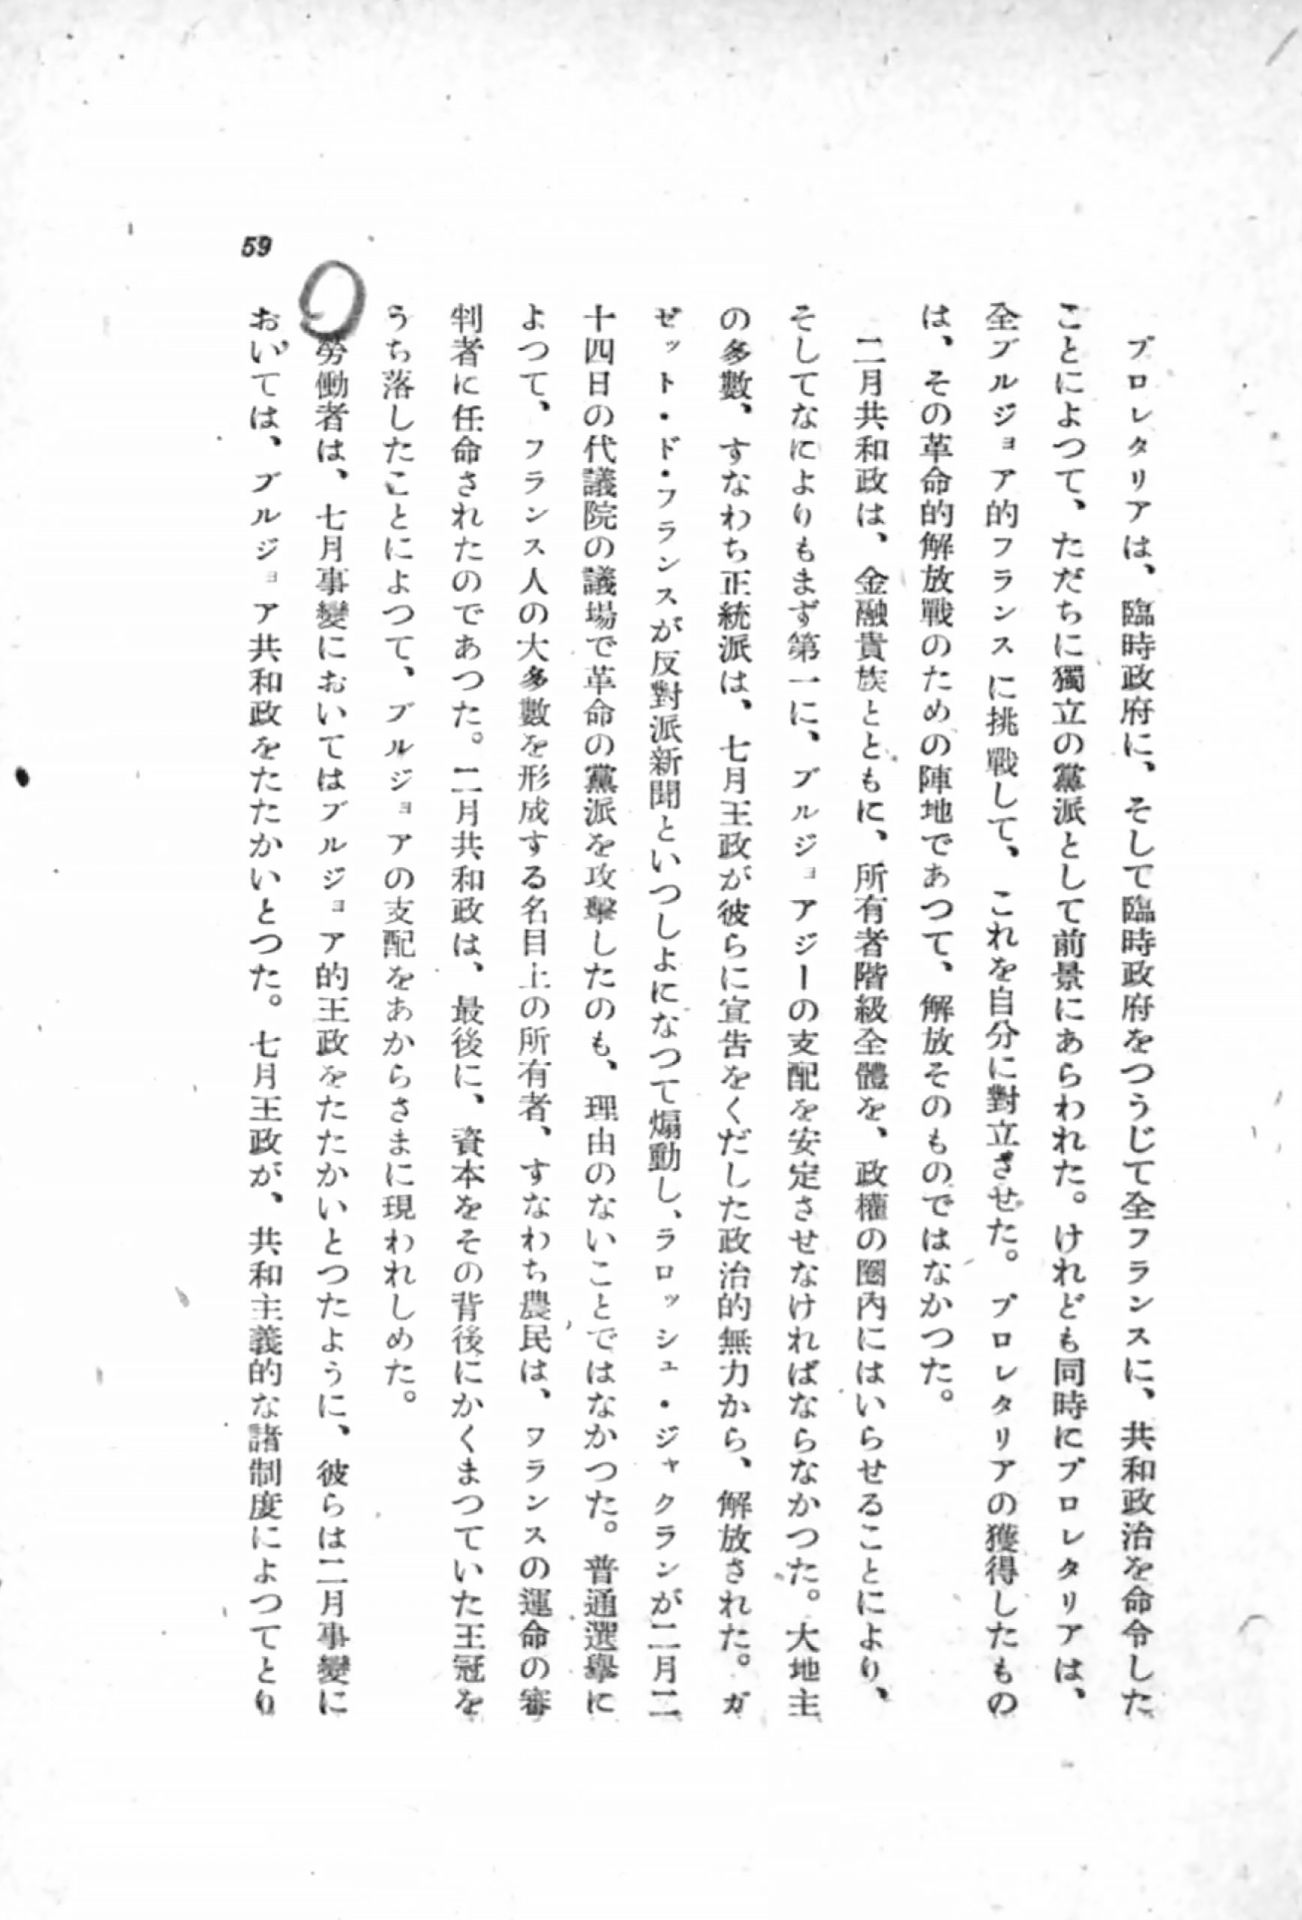 プロレタリアは、臨時政府に、そして臨時政府をつうじて全フランスに、共和政治を命令した
ことによつて、ただちに獨立の黨派として前景にあらわれた。けれども同時にプロレタリアは、
全ブルジョア的フランスに挑戰して、これを自分に對立させた。プロレタリアの獲得したもの
は、その革命的解放戰のための陣地であつて、解放そのものではなかつた。
二月共和政は、金融貴族とともに、所有者階級全體を、政權の圏内にはいらせることにより、
そしてなによりもまず第一に、ブルジョアジーの支配を安定させなければならなかつた。大地主
の多數、すなわち正統派は、七月王政が彼らに宣告をくだした政治的無力から、解放された。ガ
ゼット・ド・フランスが反對派新聞といつしよになつて煽動し、ラロッシュ・ジャクランが二月二
十四日の代議院の議場で革命の黨派を攻擊したのも、理由のないことではなかつた。普通選擧に
よつて、フランス人の大多數を形成する名目上の所有者、すなわち農民は、フランスの運命の審
判者に任命されたのであつた。二月共和政は、最後に、資本をその背後にかくまつていた王冠を
うち落したことによつて、ブルジョアの支配をあからさまに現われしめた。
勞働者は、七月事變においてはブルジョア的王政をたたかいとつたように、彼らは二月事變に
おいては、ブルジョア共和政をたたかいとつた。七月王政が、共和主義的な諸制度によつてとり
59